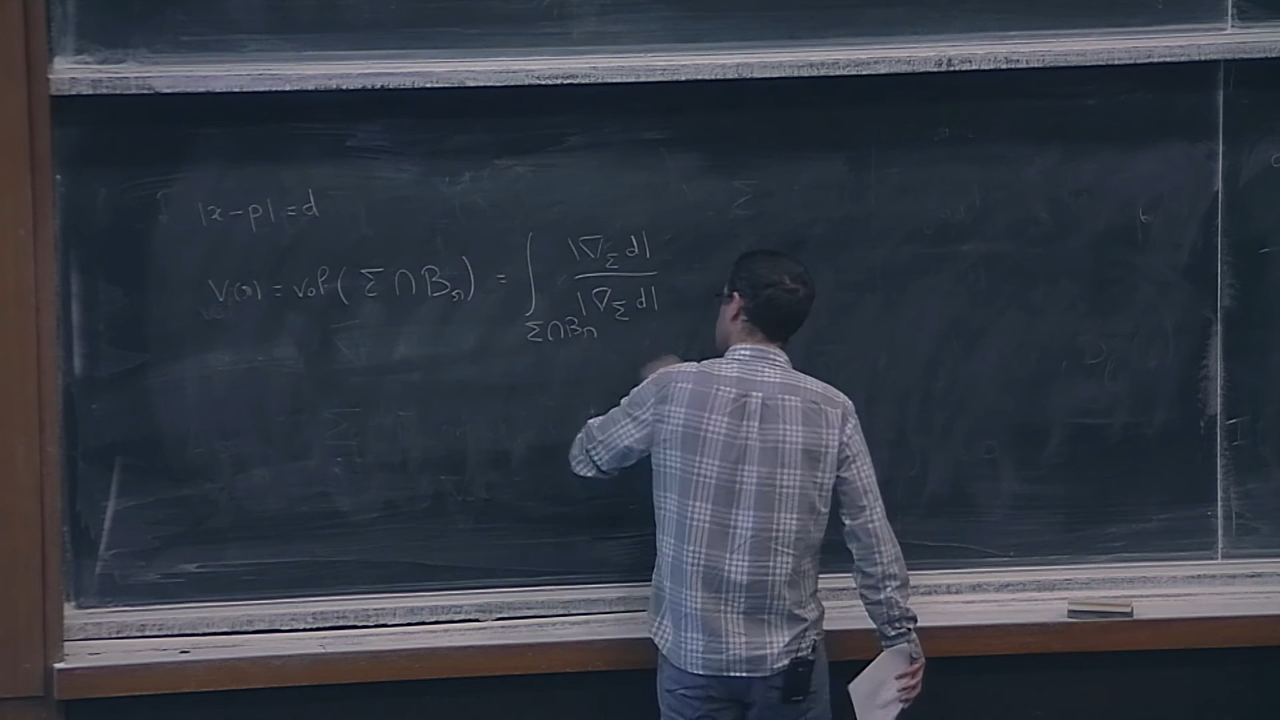 |x-p| = d
V(r) = vol(Σ ∩ B_r) = ∫_{Σ∩B_r} |∇_Σ d| / |∇_Σ d|